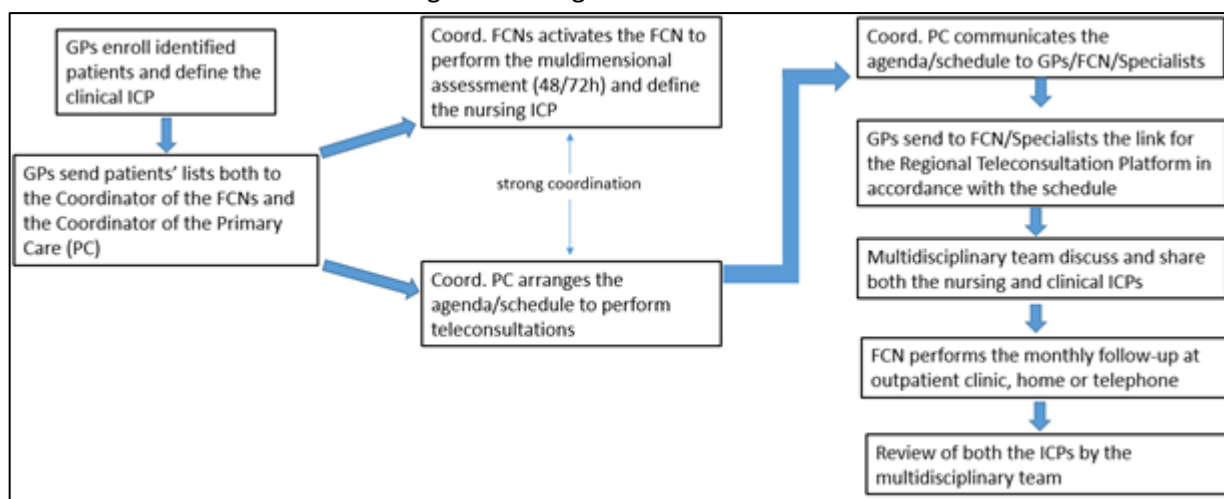 GPs enroll identified
patients and define the
clinical ICP
GPs send patients' lists both to
the Coordinator of the FCNs and
the Coordinator of the Primary
Care (PC)
Coord. FCNs activates the FCN to
perform the muldimensional
assessment (48/72h) and define
the nursing ICP
strong coordination
Coord. PC arranges the
agenda/schedule to perform
teleconsultations
Coord. PC communicates the
agenda/schedule to GPs/FCN/Specialists
GPs send to FCN/Specialists the link for
the Regional Teleconsultation Platform in
accordance with the schedule
Multidisciplinary team discuss and share
both the nursing and clinical ICPs
FCN performs the monthly follow-up at
outpatient clinic, home or telephone
Review of both the ICPs by the
multidisciplinary team